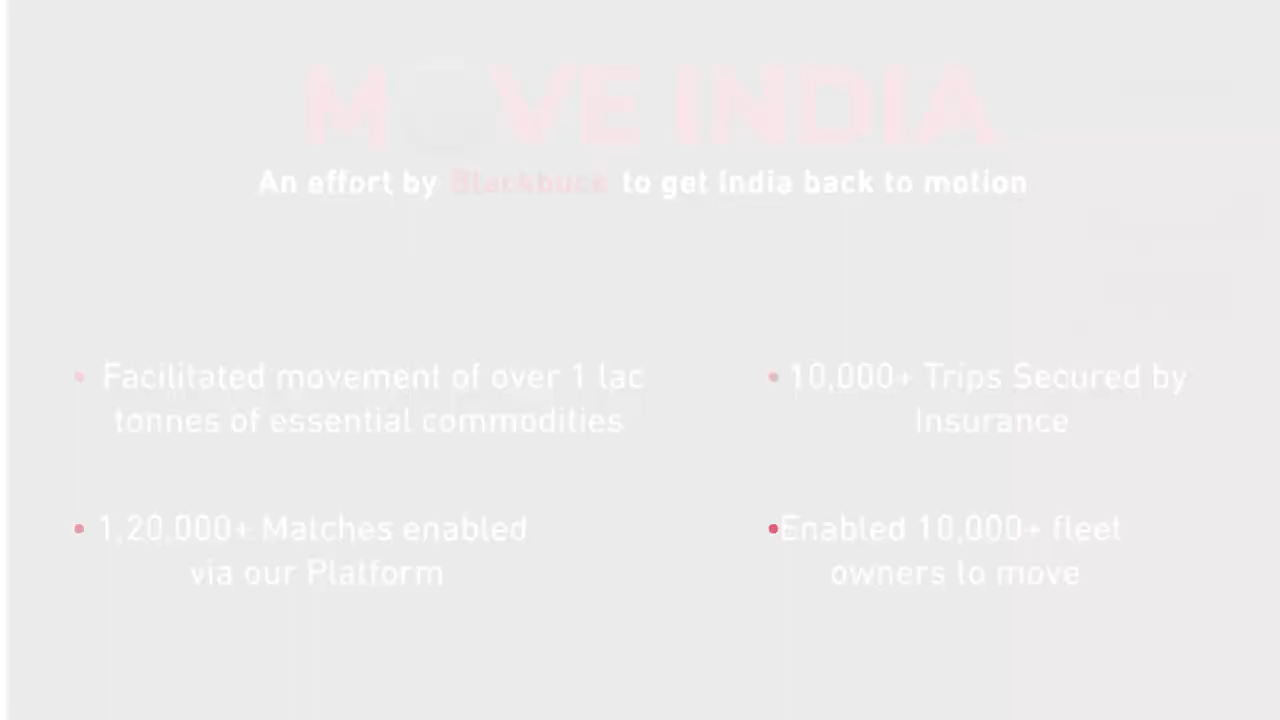 MOVE INDIA
An effort by Blackbuck to get India back to motion
• Facilitated movement of over 1 lac
tonnes of essential commodities
• 10,000+ Trips Secured by
Insurance
• 1,20,000+ Matches enabled
via our Platform
• Enabled 10,000+ fleet
owners to move